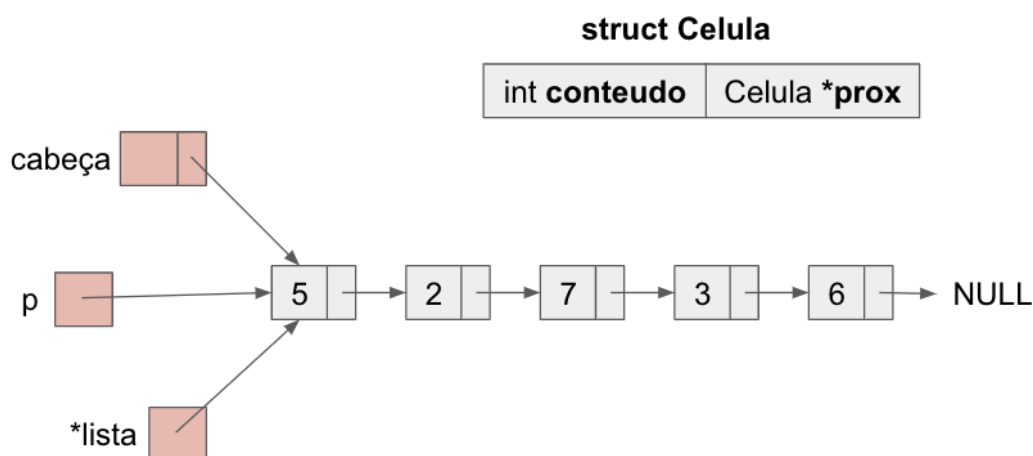 struct Celula
int conteudo Celula *prox
cabeça
p 5 2 7 3 6 NULL
*lista